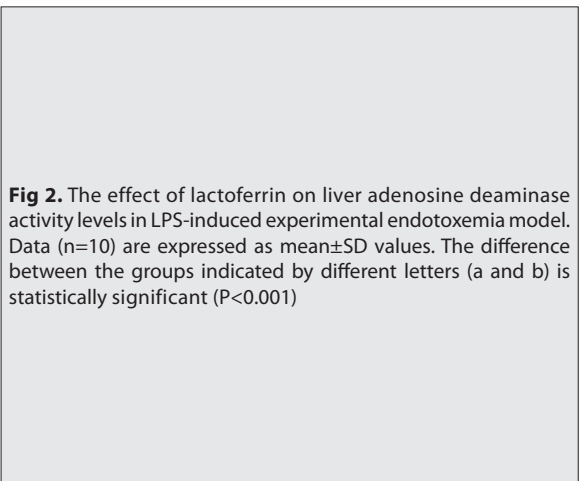 Fig 2. The effect of lactoferrin on liver adenosine deaminase
activity levels in LPS-induced experimental endotoxemia model.
Data (n=10) are expressed as mean±SD values. The difference
between the groups indicated by different letters (a and b) is
statistically significant (P<0.001)